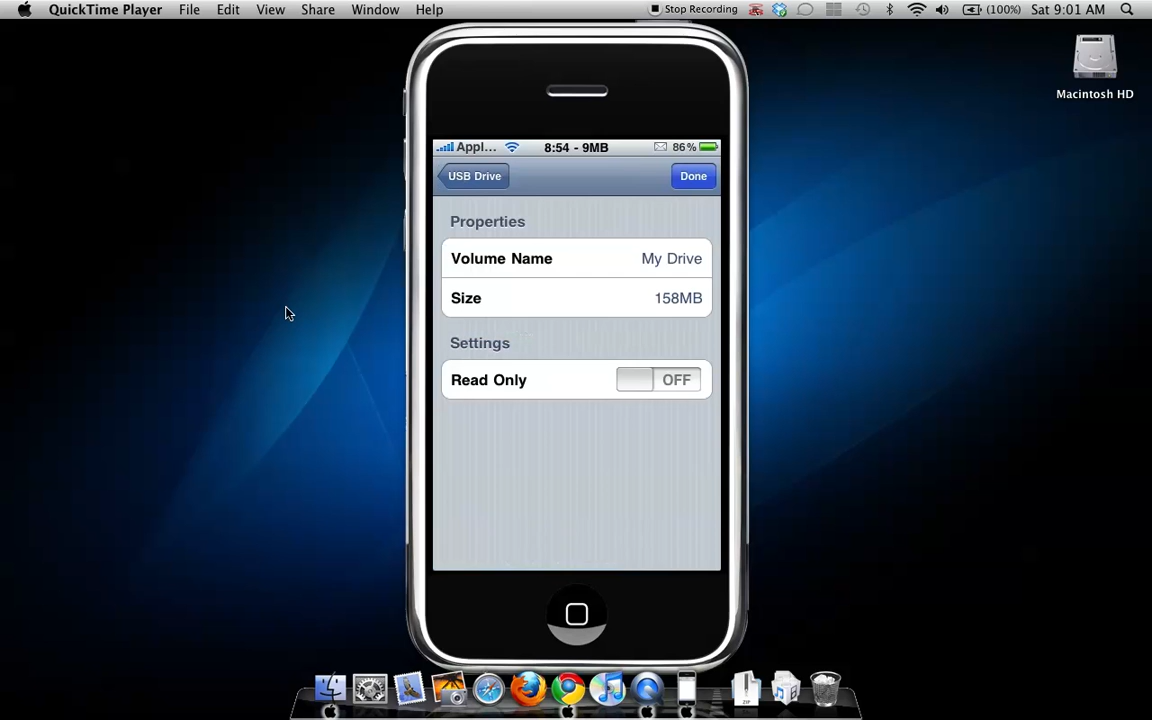 QuickTime Player File Edit View Share Window Help Stop Recording (100%) Sat 9:01 AM
Macintosh HD
Appl... 8:54 - 9MB 86%
USB Drive Done
Properties
Volume Name My Drive
Size 158MB
Settings
Read Only OFF
ZIP